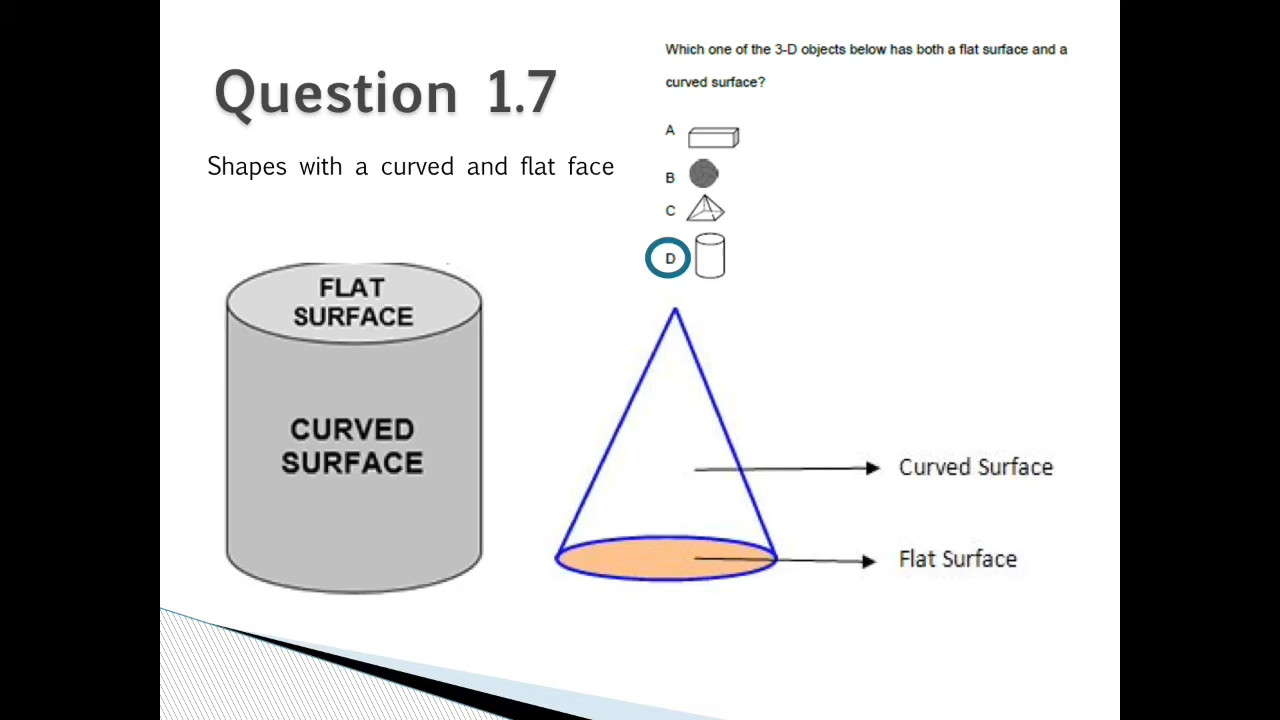 Question 1.7
Shapes with a curved and flat face
Which one of the 3-D objects below has both a flat surface and a
curved surface?
A
B
C
D
FLAT
SURFACE
CURVED
SURFACE
Curved Surface
Flat Surface